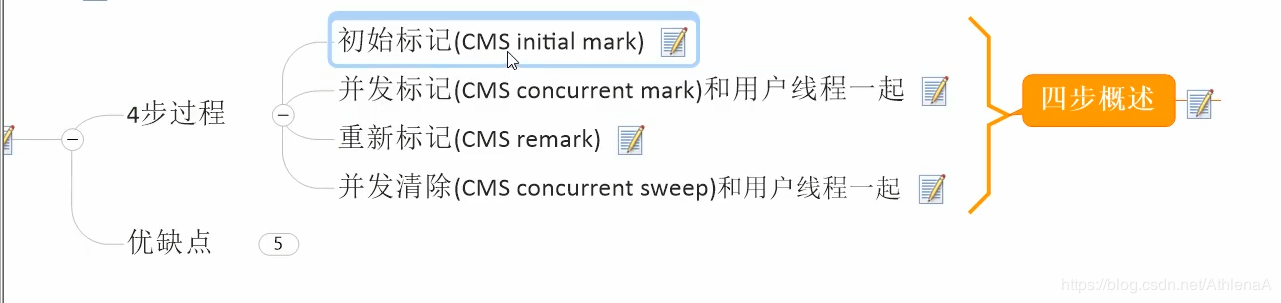 初始标记(CMS initial mark)
并发标记(CMS concurrent mark)和用户线程一起
4步过程
四步概述
重新标记(CMS remark)
并发清除(CMS concurrent sweep)和用户线程一起
优缺点 5
https://blog.csdn.net/AthlenaA